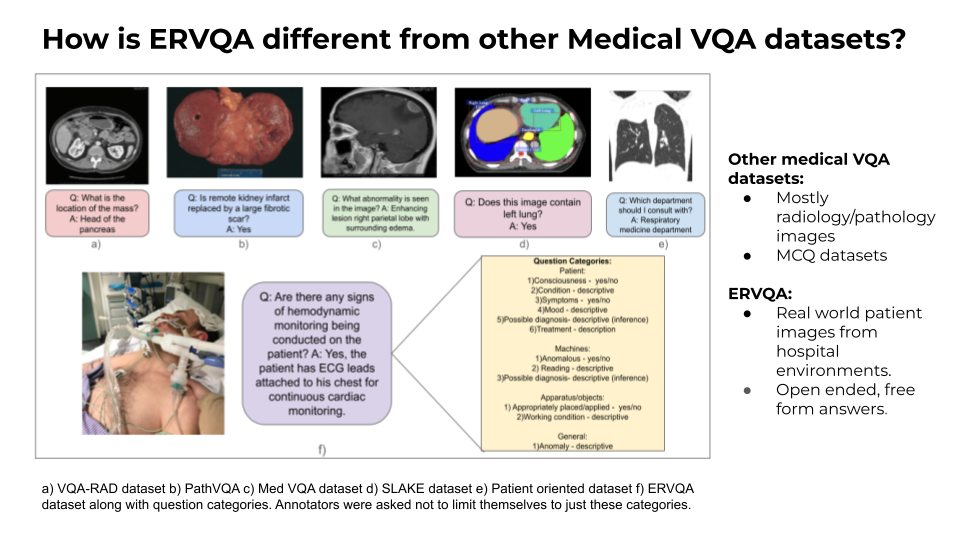 How is ERVQA different from other Medical VQA datasets?
Q: What is the
location of the mass?
A: Head of the
pancreas
a)
Q: Is remote kidney infarct
replaced by a large fibrotic
scar?
A: Yes
b)
Q: What abnormality is seen
in the image? A: Enhancing
lesion right parietal lobe with
surrounding edema.
c)
Q: Does this image contain
left lung?
A: Yes
d)
Q: Which department
should I consult with?
A: Respiratory
medicine department
e)
Q: Are there any signs
of hemodynamic
monitoring being
conducted on the
patient? A: Yes, the
patient has ECG leads
attached to his chest for
continuous cardiac
monitoring.
f)
Question Categories:
Patient:
1)Consciousness - yes/no
2)Condition - descriptive
3)Symptoms - yes/no
4)Mood - descriptive
5)Possible diagnosis- descriptive (inference)
6)Treatment - description
Machines:
1)Anomalous - yes/no
2) Reading - descriptive
3)Possible diagnosis- descriptive (inference)
Apparatus/objects:
1) Appropriately placed/applied - yes/no
2)Working condition - descriptive
General:
1)Anomaly - descriptive
Other medical VQA
datasets:
● Mostly
radiology/pathology
images
● MCQ datasets
ERVQA:
● Real world patient
images from
hospital
environments.
● Open ended, free
form answers.
a) VQA-RAD dataset b) PathVQA c) Med VQA dataset d) SLAKE dataset e) Patient oriented dataset f) ERVQA
dataset along with question categories. Annotators were asked not to limit themselves to just these categories.